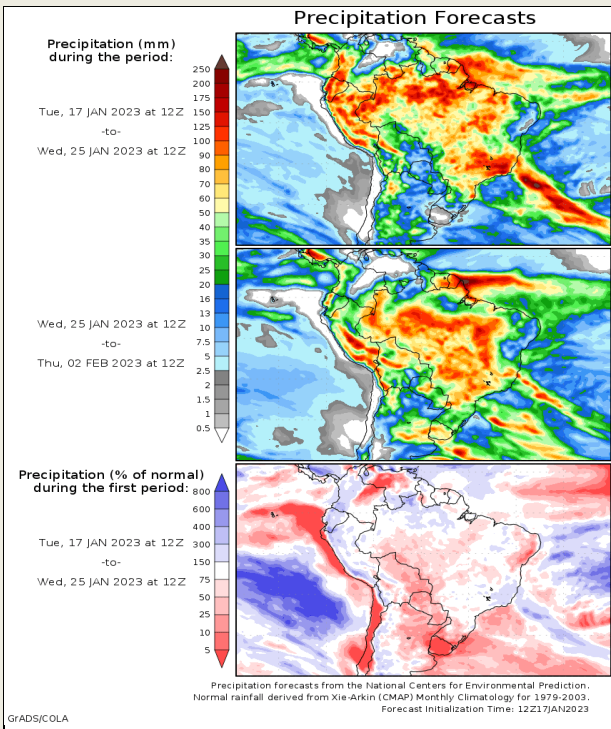 Precipitation Forecasts
Precipitation (mm)
during the period:
Tue, 17 JAN 2023 at 12Z
-to-
Wed, 25 JAN 2023 at 12Z
250
200
175
150
125
100
90
80
70
60
50
40
35
30
25
20
16
13
10
7.5
5
2.5
2
1.5
1
0.5
Wed, 25 JAN 2023 at 12Z
-to-
Thu, 02 FEB 2023 at 12Z
Precipitation (% of normal)
during the first period:
Tue, 17 JAN 2023 at 12Z
-to-
Wed, 25 JAN 2023 at 12Z
800
600
400
300
150
75
50
25
10
5
Precipitation forecasts from the National Centers for Environmental Prediction.
Normal rainfall derived from Xie-Arkin (CMAP) Monthly Climatology for 1979-2003.
Forecast Initialization Time: 12Z17JAN2023
GrADS/COLA